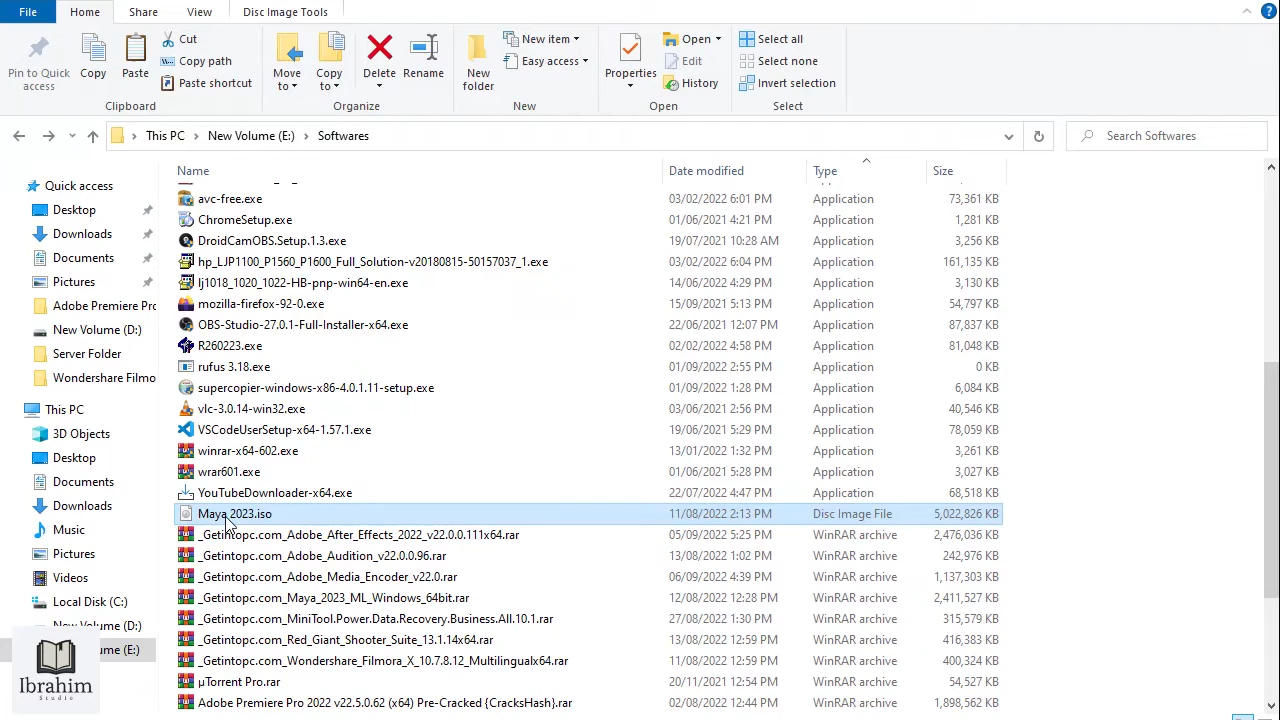 File Home Share View Disc Image Tools
Pin to Quick access
Copy
Paste
Cut
Copy path
Paste shortcut
Clipboard
Move to
Copy to
Delete
Rename
Organize
New folder
New item
Easy access
New
Properties
Open
Edit
History
Open
Select all
Select none
Invert selection
Select
This PC > New Volume (E:) > Softwares
Search Softwares
Quick access
Desktop
Downloads
Documents
Pictures
Adobe Premiere Pro
New Volume (D:)
Server Folder
Wondershare Filmo
This PC
3D Objects
Desktop
Documents
Downloads
Music
Pictures
Videos
Local Disk (C:)
New Volume (D:)
ume (E:)
Ibrahim
Studio
Name Date modified Type Size
avc-free.exe 03/02/2022 6:01 PM Application 73,361 KB
ChromeSetup.exe 01/06/2021 4:21 PM Application 1,281 KB
DroidCamOBS.Setup.1.3.exe 19/07/2021 10:28 AM Application 3,256 KB
hp_LJP1100_P1560_P1600_Full_Solution-v20180815-50157037_1.exe 03/02/2022 6:04 PM Application 161,135 KB
lj1018_1020_1022-HB-pnp-win64-en.exe 14/06/2022 4:29 PM Application 3,130 KB
mozilla-firefox-92-0.exe 15/09/2021 5:13 PM Application 54,797 KB
OBS-Studio-27.0.1-Full-Installer-x64.exe 22/06/2021 12:07 PM Application 87,837 KB
R260223.exe 02/02/2022 4:58 PM Application 81,048 KB
rufus 3.18.exe 01/09/2022 2:55 PM Application 0 KB
supercopier-windows-x86-4.0.1.11-setup.exe 01/09/2022 1:28 PM Application 6,084 KB
vlc-3.0.14-win32.exe 03/06/2021 2:56 PM Application 40,546 KB
VSCodeUserSetup-x64-1.57.1.exe 19/06/2021 5:29 PM Application 78,059 KB
winrar-x64-602.exe 13/01/2022 1:32 PM Application 3,261 KB
wrar601.exe 01/06/2021 5:28 PM Application 3,027 KB
YouTubeDownloader-x64.exe 22/07/2022 4:47 PM Application 68,518 KB
Maya 2023.iso 11/08/2022 2:13 PM Disc Image File 5,022,826 KB
_Getintopc.com_Adobe_After_Effects_2022_v22.0.0.111x64.rar 05/09/2022 5:25 PM WinRAR archive 2,476,036 KB
_Getintopc.com_Adobe_Audition_v22.0.0.96.rar 13/08/2022 1:02 PM WinRAR archive 242,976 KB
_Getintopc.com_Adobe_Media_Encoder_v22.0.rar 06/09/2022 4:39 PM WinRAR archive 1,137,303 KB
_Getintopc.com_Maya_2023_ML_Windows_64bit.rar 12/08/2022 12:28 PM WinRAR archive 2,411,527 KB
_Getintopc.com_MiniTool.Power.Data.Recovery.Business.All.10.1.rar 27/08/2022 1:30 PM WinRAR archive 315,579 KB
_Getintopc.com_Red_Giant_Shooter_Suite_13.1.14x64.rar 13/08/2022 12:59 PM WinRAR archive 416,383 KB
_Getintopc.com_Wondershare_Filmora_X_10.7.8.12_Multilingualx64.rar 11/08/2022 12:59 PM WinRAR archive 400,324 KB
µTorrent Pro.rar 20/11/2021 12:54 PM WinRAR archive 54,527 KB
Adobe Premiere Pro 2022 v22.5.0.62 (x64) Pre-Cracked {CracksHash}.rar 02/08/2022 12:44 PM WinRAR archive 1,898,562 KB